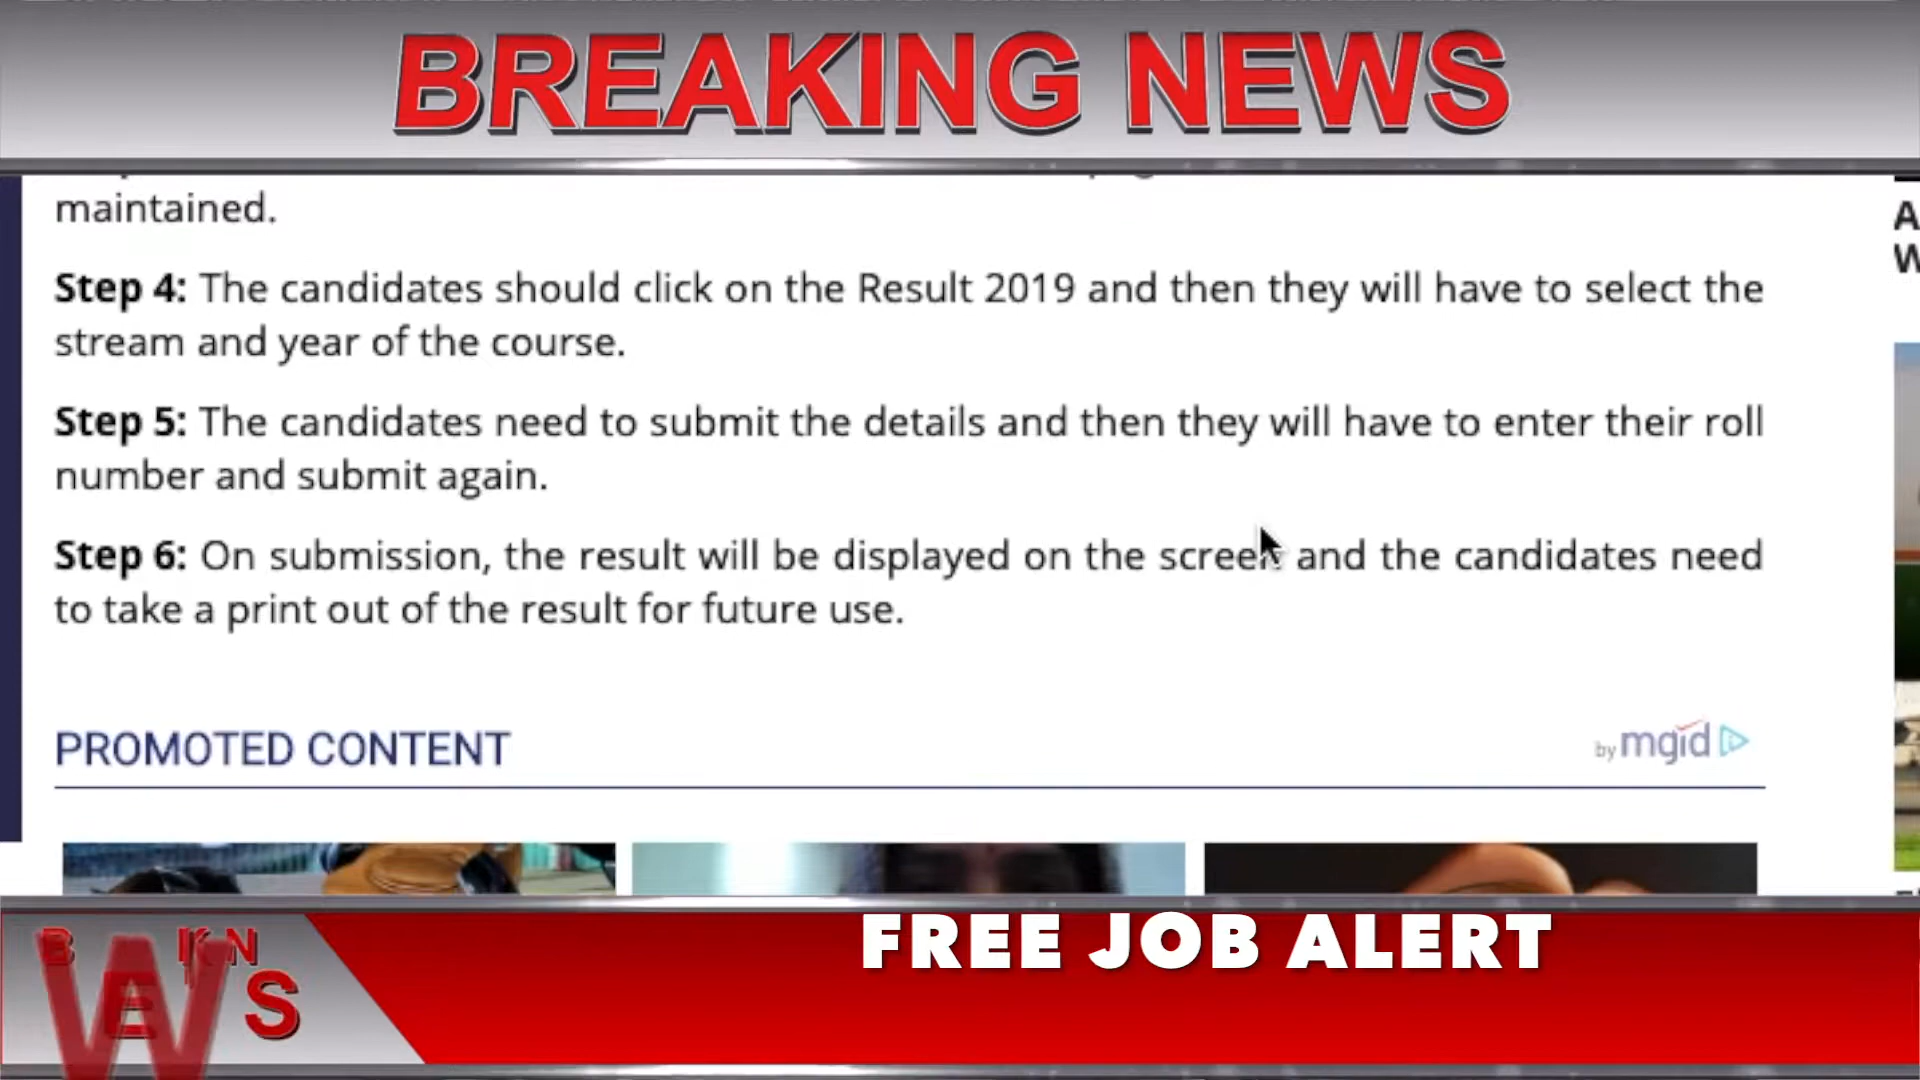 BREAKING NEWS
maintained.
Step 4: The candidates should click on the Result 2019 and then they will have to select the
stream and year of the course.
Step 5: The candidates need to submit the details and then they will have to enter their roll
number and submit again.
Step 6: On submission, the result will be displayed on the screen and the candidates need
to take a print out of the result for future use.
PROMOTED CONTENT
by mgid
A
W
FREE JOB ALERT
B K N
E W S